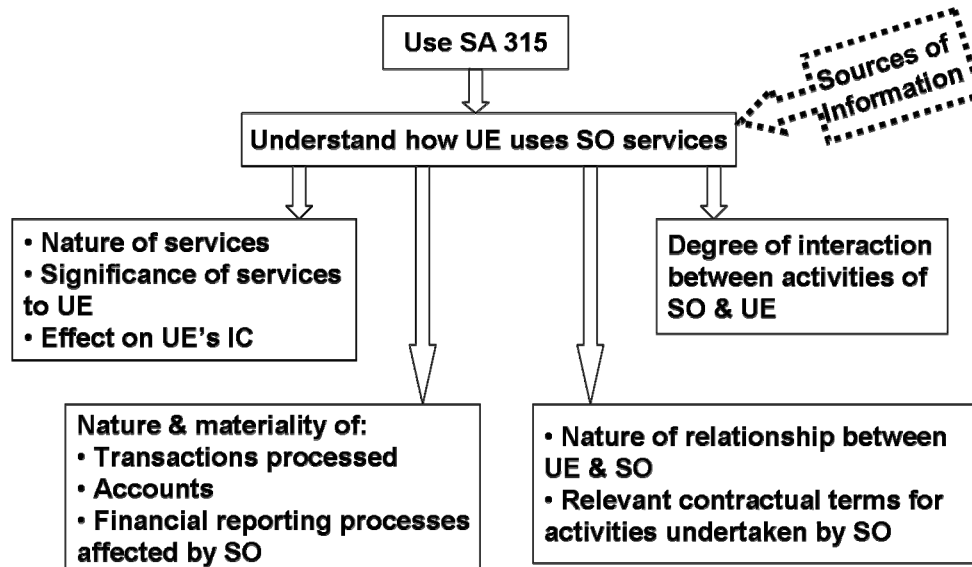 Use SA 315
Sources of
Information
Understand how UE uses SO services
• Nature of services
• Significance of services
to UE
• Effect on UE's IC
Degree of interaction
between activities of
SO & UE
Nature & materiality of:
• Transactions processed
• Accounts
• Financial reporting processes
affected by SO
• Nature of relationship between
UE & SO
• Relevant contractual terms for
activities undertaken by SO